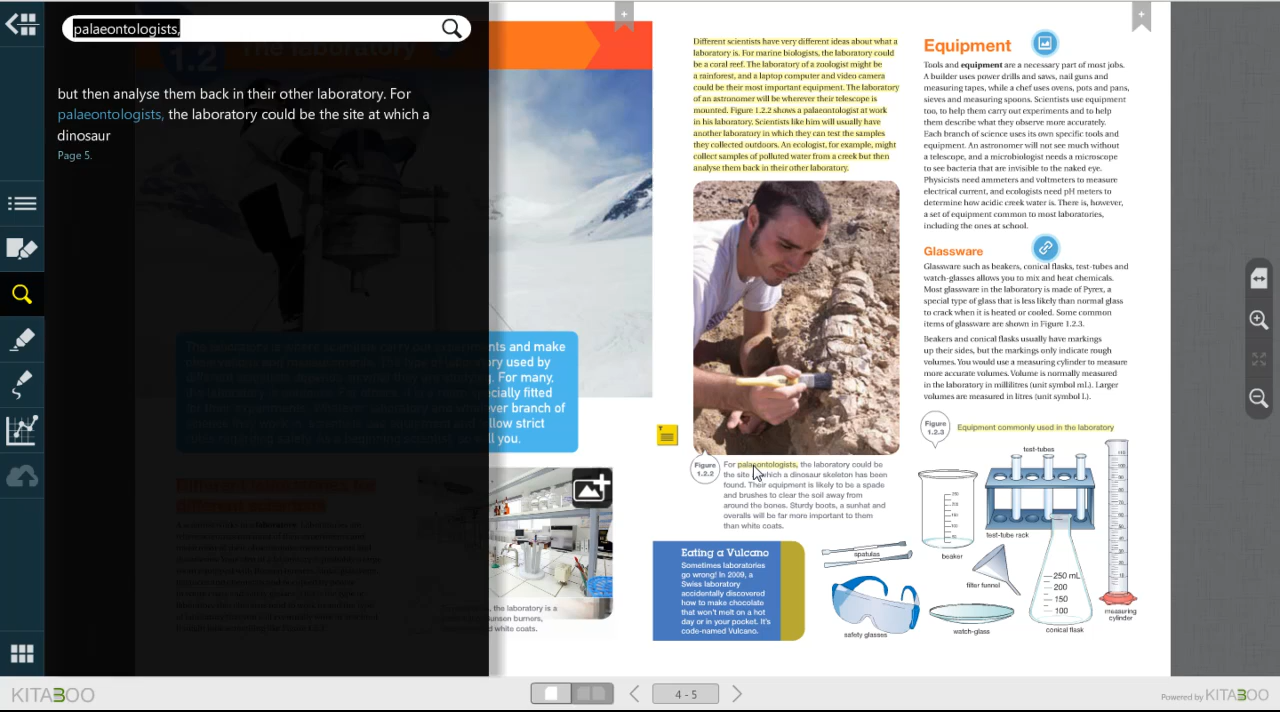 palaeontologists,
but then analyse them back in their other laboratory. For
palaeontologists, the laboratory could be the site at which a
dinosaur
Page 5.
1.2
The laboratory
nts and make
used by
For many,
cially fitted
branch of
llow strict
ll you.
, the laboratory is a
unsen burners,
d white coats.
Different scientists have very different ideas about what a
laboratory is. For marine biologists, the laboratory could
be a coral reef. The laboratory of a zoologist might be
a rainforest, and a laptop computer and video camera
could be their most important equipment. The laboratory
of an astronomer will be wherever their telescope is
mounted. Figure 1.2.2 shows a palaeontologist at work
in his laboratory. Scientists like him will usually have
another laboratory in which they can test the samples
they collected outdoors. An ecologist, for example, might
collect samples of polluted water from a creek but then
analyse them back in their other laboratory.
Figure
1.2.2
For palaeontologists, the laboratory could be
the site which a dinosaur skeleton has been
found. Their equipment is likely to be a spade
and brushes to clear the soil away from
around the bones. Sturdy boots, a sunhat and
overalls will be far more important to them
than white coats.
Eating a Vulcano
Sometimes laboratories
go wrong! In 2009, a
Swiss laboratory
accidentally discovered
how to make chocolate
that won't melt on a hot
day or in your pocket. It's
code-named Vulcano.
Equipment
Tools and equipment are a necessary part of most jobs.
A builder uses power drills and saws, nail guns and
measuring tapes, while a chef uses ovens, pots and pans,
sieves and measuring spoons. Scientists use equipment
too, to help them carry out experiments and to help
them describe what they observe more accurately.
Each branch of science uses its own specific tools and
equipment. An astronomer will not see much without
a telescope, and a microbiologist needs a microscope
to see bacteria that are invisible to the naked eye.
Physicists need ammeters and voltmeters to measure
electrical current, and ecologists need pH meters to
determine how acidic creek water is. There is, however,
a set of equipment common to most laboratories,
including the ones at school.
Glassware
Glassware such as beakers, conical flasks, test-tubes and
watch-glasses allows you to mix and heat chemicals.
Most glassware in the laboratory is made of Pyrex, a
special type of glass that is less likely than normal glass
to crack when it is heated or cooled. Some common
items of glassware are shown in Figure 1.2.3.
Beakers and conical flasks usually have markings
up their sides, but the markings only indicate rough
volumes. You would use a measuring cylinder to measure
more accurate volumes. Volume is normally measured
in the laboratory in millilitres (unit symbol mL). Larger
volumes are measured in litres (unit symbol L).
Figure
1.2.3
Equipment commonly used in the laboratory
test-tubes
test-tube rack
beaker
spatulas
filter funnel
250 mL
200
150
100
safety glasses
watch-glass
conical flask
measuring
cylinder
KITABOO
4 - 5
Powered by KITABOO